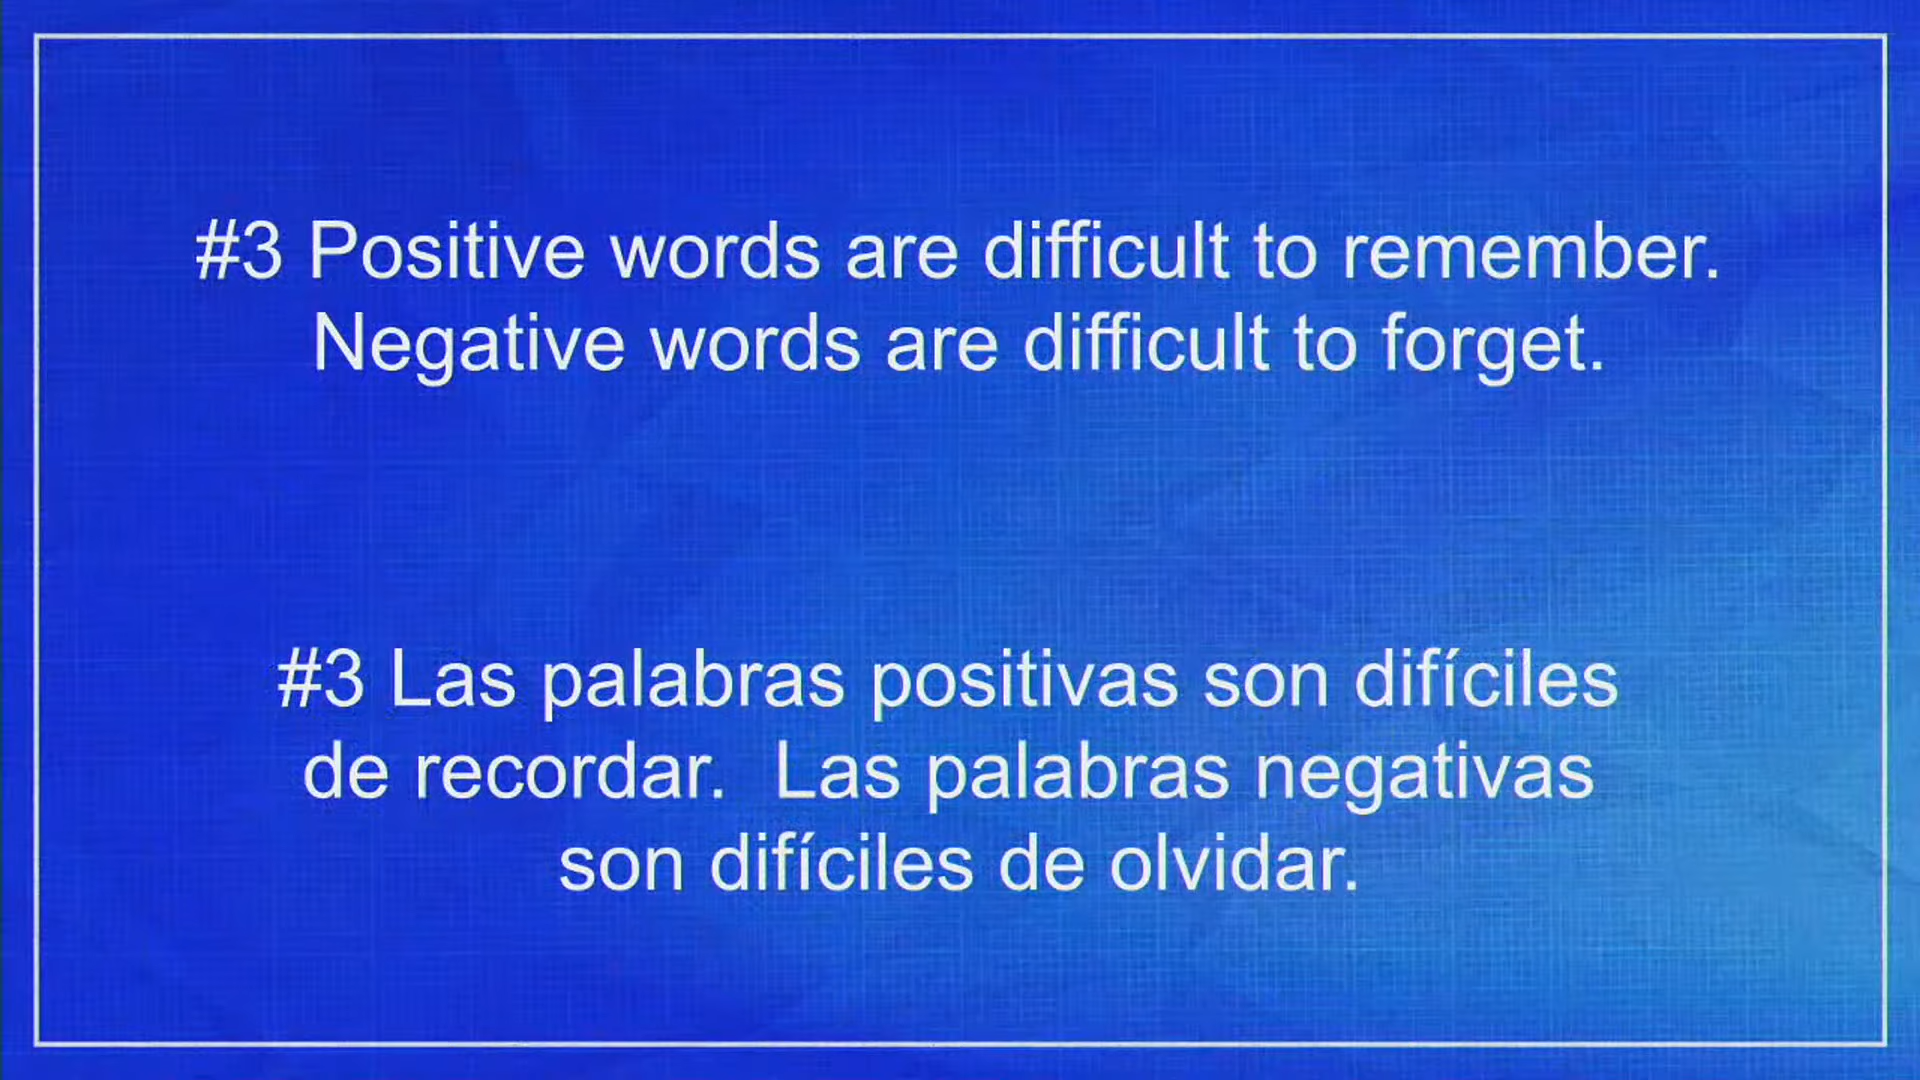 #3 Positive words are difficult to remember.
Negative words are difficult to forget.
#3 Las palabras positivas son difíciles
de recordar.  Las palabras negativas
son difíciles de olvidar.